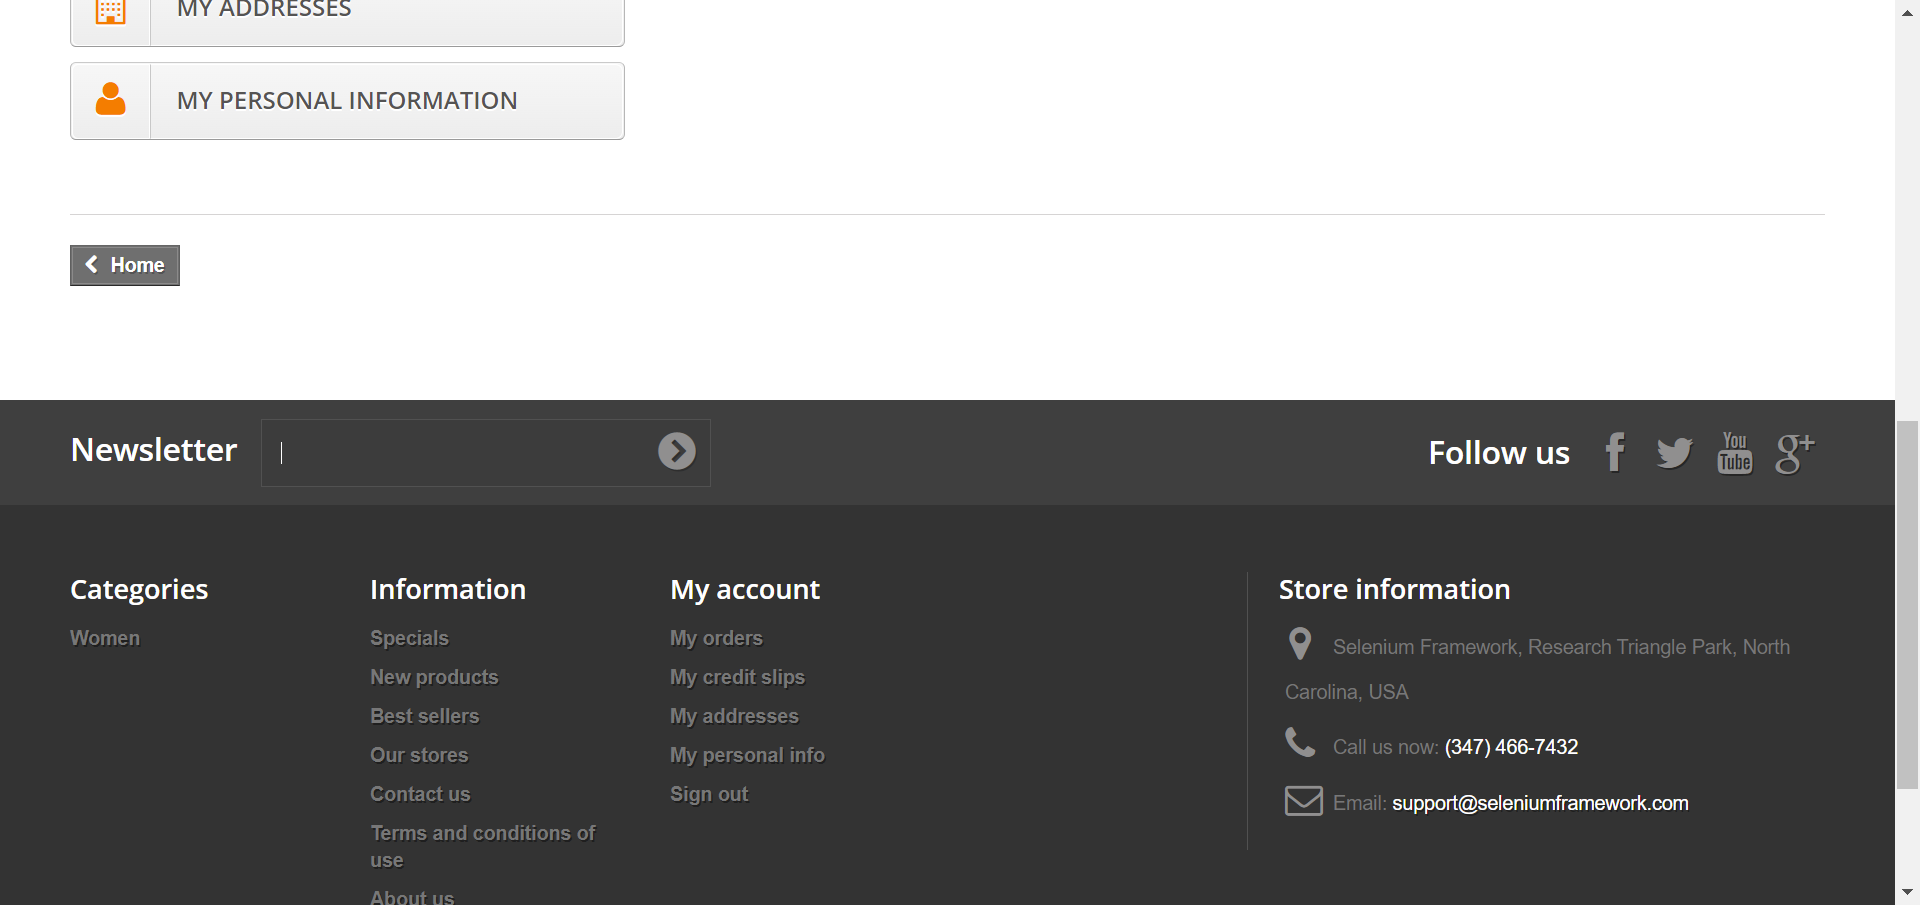 MY ADDRESSES
MY PERSONAL INFORMATION
Home
Newsletter
Follow us
You
Tube
g+
Categories
Women
Information
Specials
New products
Best sellers
Our stores
Contact us
Terms and conditions of
use
About us
My account
My orders
My credit slips
My addresses
My personal info
Sign out
Store information
Selenium Framework, Research Triangle Park, North
Carolina, USA
Call us now: (347) 466-7432
Email: support@seleniumframework.com